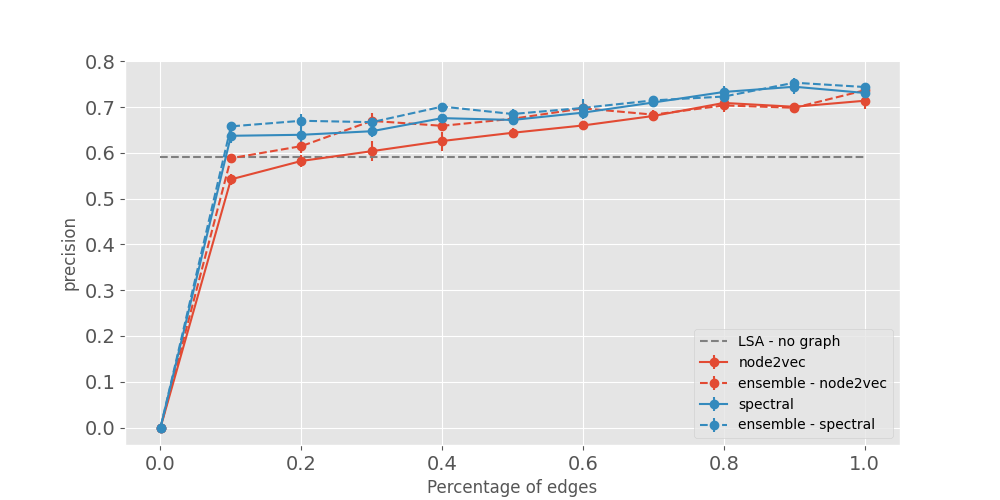 0.8
0.7
0.6
0.5
0.4
0.3
0.2
0.1
0.0
precision
0.0 0.2 0.4 0.6 0.8 1.0
Percentage of edges
LSA - no graph
node2vec
ensemble - node2vec
spectral
ensemble - spectral